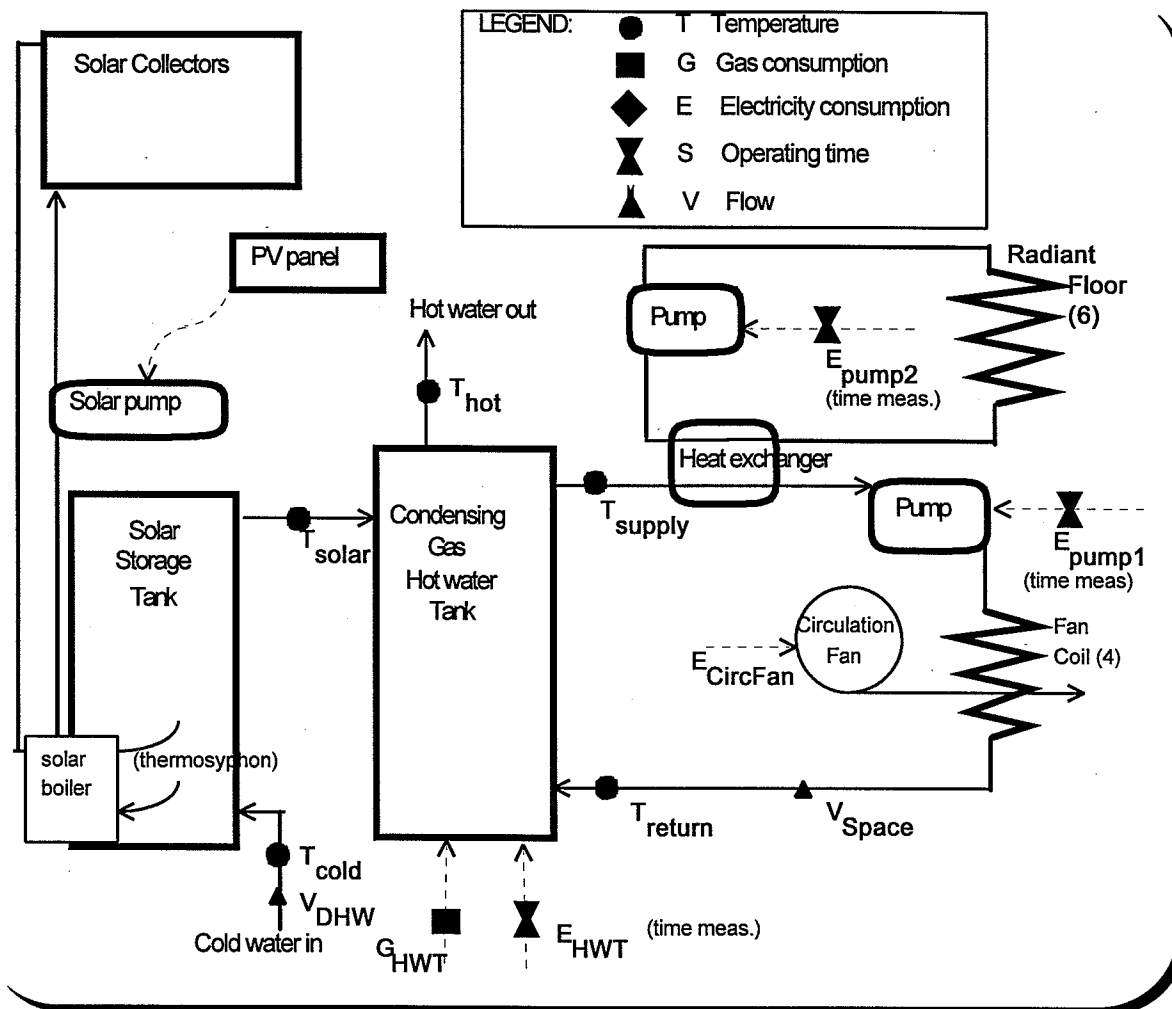 LEGEND:
T Temperature
G Gas consumption
E Electricity consumption
S Operating time
V Flow
Solar Collectors
PV panel
Solar pump
Hot water out
T hot
Pump
E pump2
(time meas.)
Radiant
Floor
(6)
Heat exchanger
T supply
Pump
E pump1
(time meas)
Solar
Storage
Tank
T solar
Condensing
Gas
Hot water
Tank
Circulation
Fan
E CircFan
Fan
Coil (4)
solar
boiler
(thermosyphon)
T return
V Space
T cold
V DHW
Cold water in
G HWT
E HWT
(time meas.)